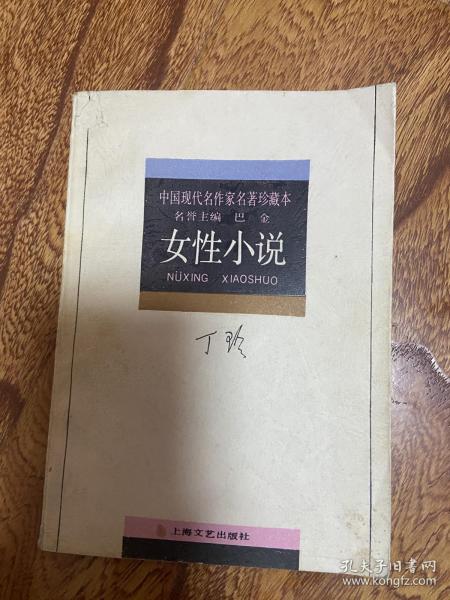 中国现代名作家名著珍藏本
名誉主编 巴金
女性小说
NÜXING XIAOSHUO
丁玲
上海文艺出版社
孔夫子旧书网
www.kongfz.com